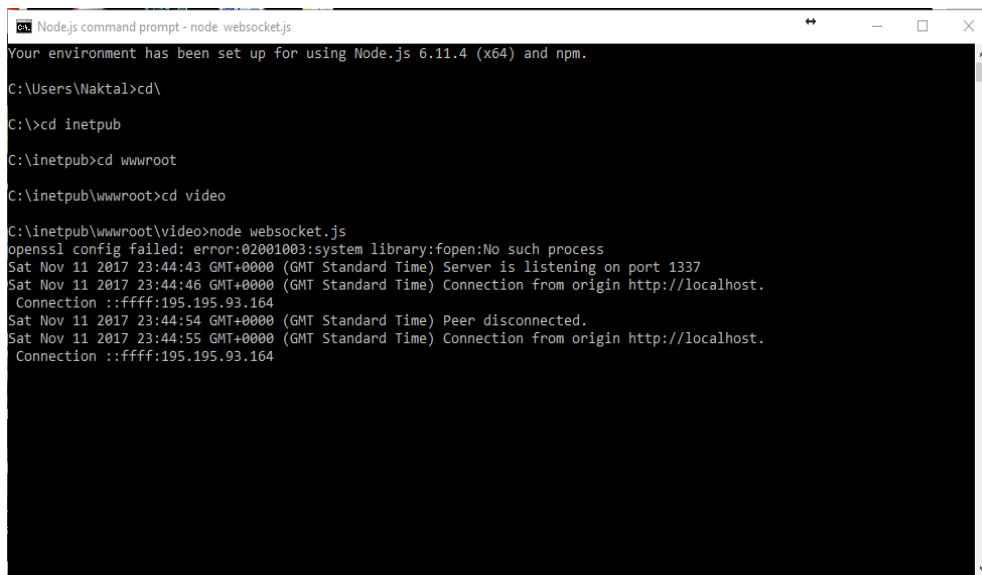 Node.js command prompt - node websocket.js
Your environment has been set up for using Node.js 6.11.4 (x64) and npm.
C:\Users\Naktal>cd\
C:\>cd inetpub
C:\inetpub>cd wwwroot
C:\inetpub\wwwroot>cd video
C:\inetpub\wwwroot\video>node websocket.js
openssl config failed: error:02001003:system library:fopen:No such process
Sat Nov 11 2017 23:44:43 GMT+0000 (GMT Standard Time) Server is listening on port 1337
Sat Nov 11 2017 23:44:46 GMT+0000 (GMT Standard Time) Connection from origin http://localhost.
 Connection ::ffff:195.195.93.164
Sat Nov 11 2017 23:44:54 GMT+0000 (GMT Standard Time) Peer disconnected.
Sat Nov 11 2017 23:44:55 GMT+0000 (GMT Standard Time) Connection from origin http://localhost.
 Connection ::ffff:195.195.93.164